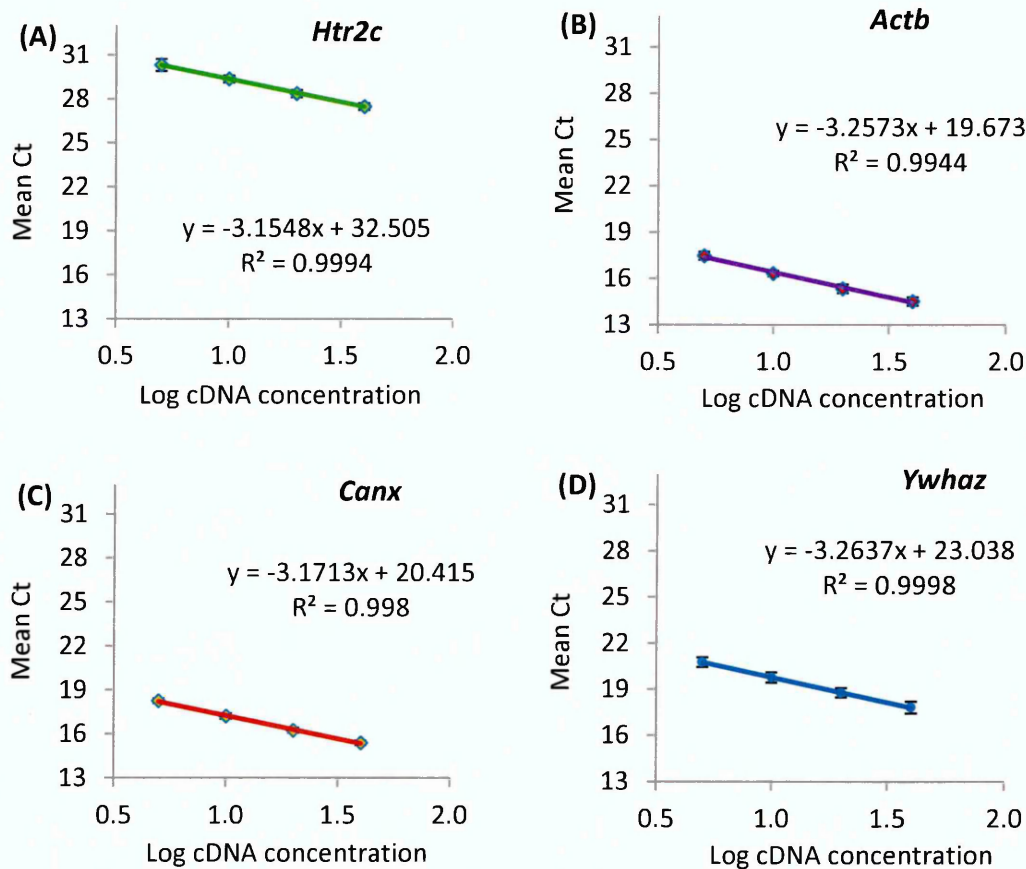 (A)
Htr2c
31
28
25
22
19
16
13
Mean Ct
y = -3.1548x + 32.505
R² = 0.9994
0.5 1.0 1.5 2.0
Log cDNA concentration
(B)
Actb
31
28
25
22
19
16
13
Mean Ct
y = -3.2573x + 19.673
R² = 0.9944
0.5 1.0 1.5 2.0
Log cDNA concentration
(C)
Canx
31
28
25
22
19
16
13
Mean Ct
y = -3.1713x + 20.415
R² = 0.998
0.5 1.0 1.5 2.0
Log cDNA concentration
(D)
Ywhaz
31
28
25
22
19
16
13
Mean Ct
y = -3.2637x + 23.038
R² = 0.9998
0.5 1.0 1.5 2.0
Log cDNA concentration